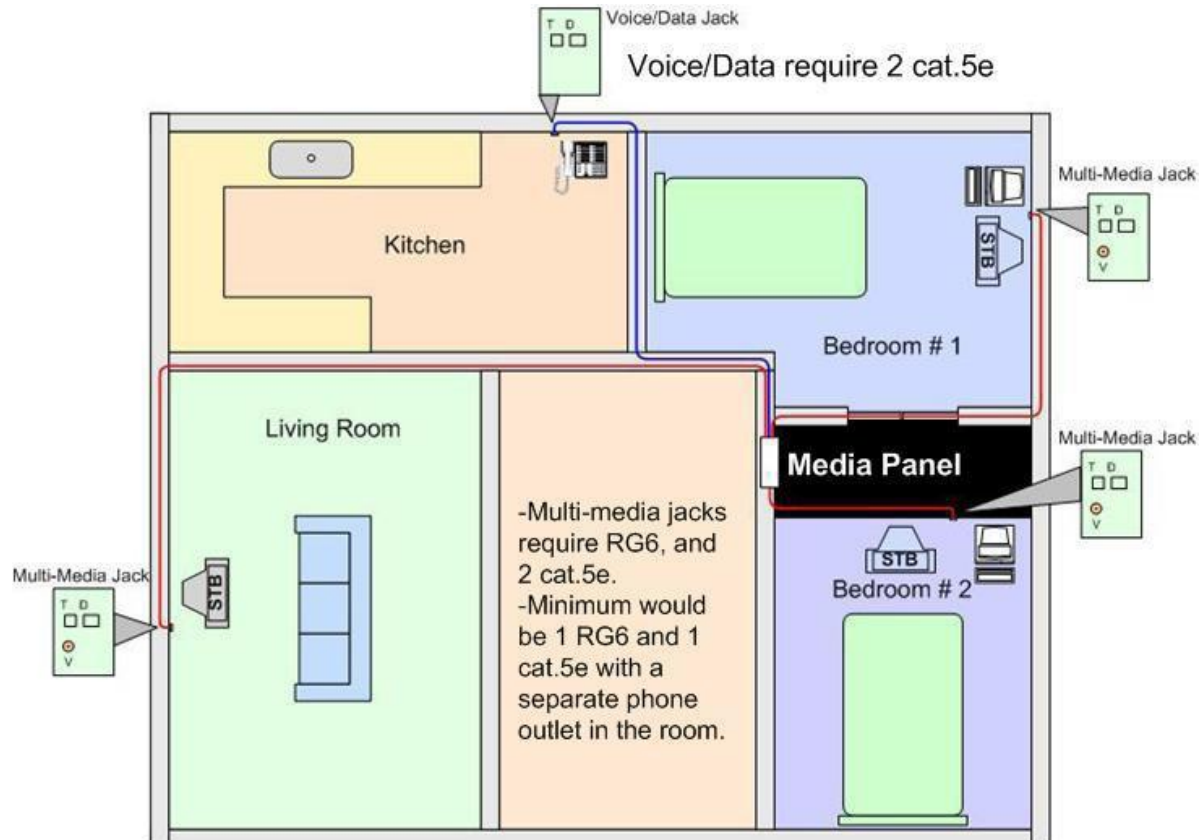 T D
Voice/Data Jack
Voice/Data require 2 cat.5e
Multi-Media Jack
T D
V
Kitchen
STB
Bedroom # 1
Living Room
Multi-Media Jack
T D
V
Media Panel
-Multi-media jacks
require RG6, and
2 cat.5e.
-Minimum would
be 1 RG6 and 1
cat.5e with a
separate phone
outlet in the room.
STB
Bedroom # 2
Multi-Media Jack
T D
V
STB